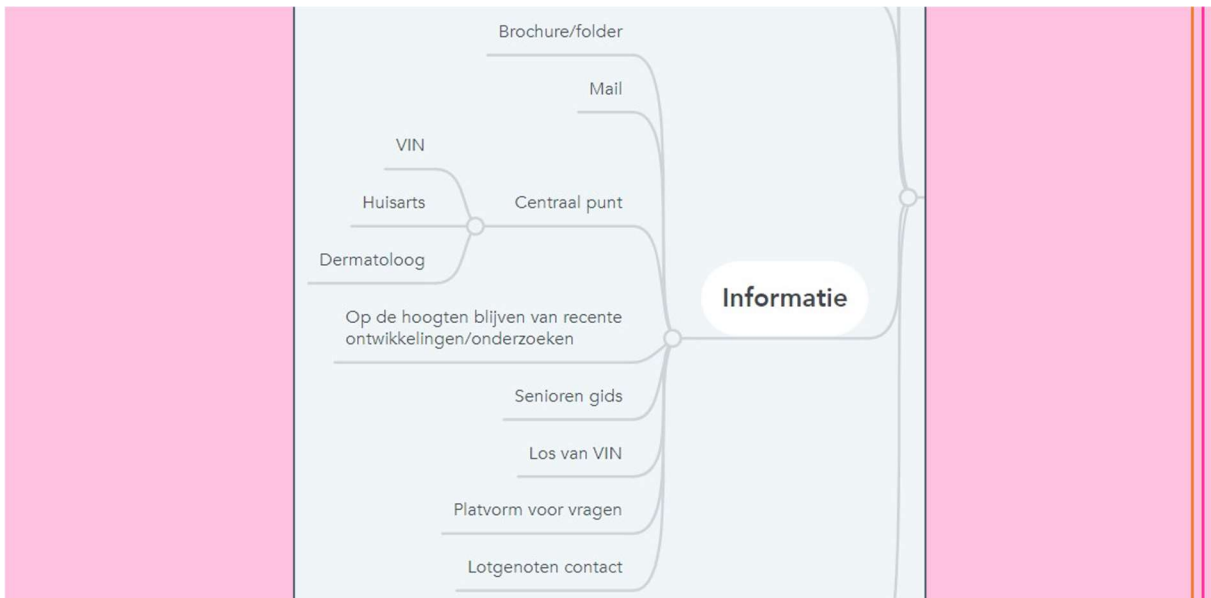 Brochure/folder
Mail
VIN
Huisarts
Centraal punt
Dermatoloog
Informatie
Op de hoogten blijven van recente
ontwikkelingen/onderzoeken
Senioren gids
Los van VIN
Platvorm voor vragen
Lotgenoten contact